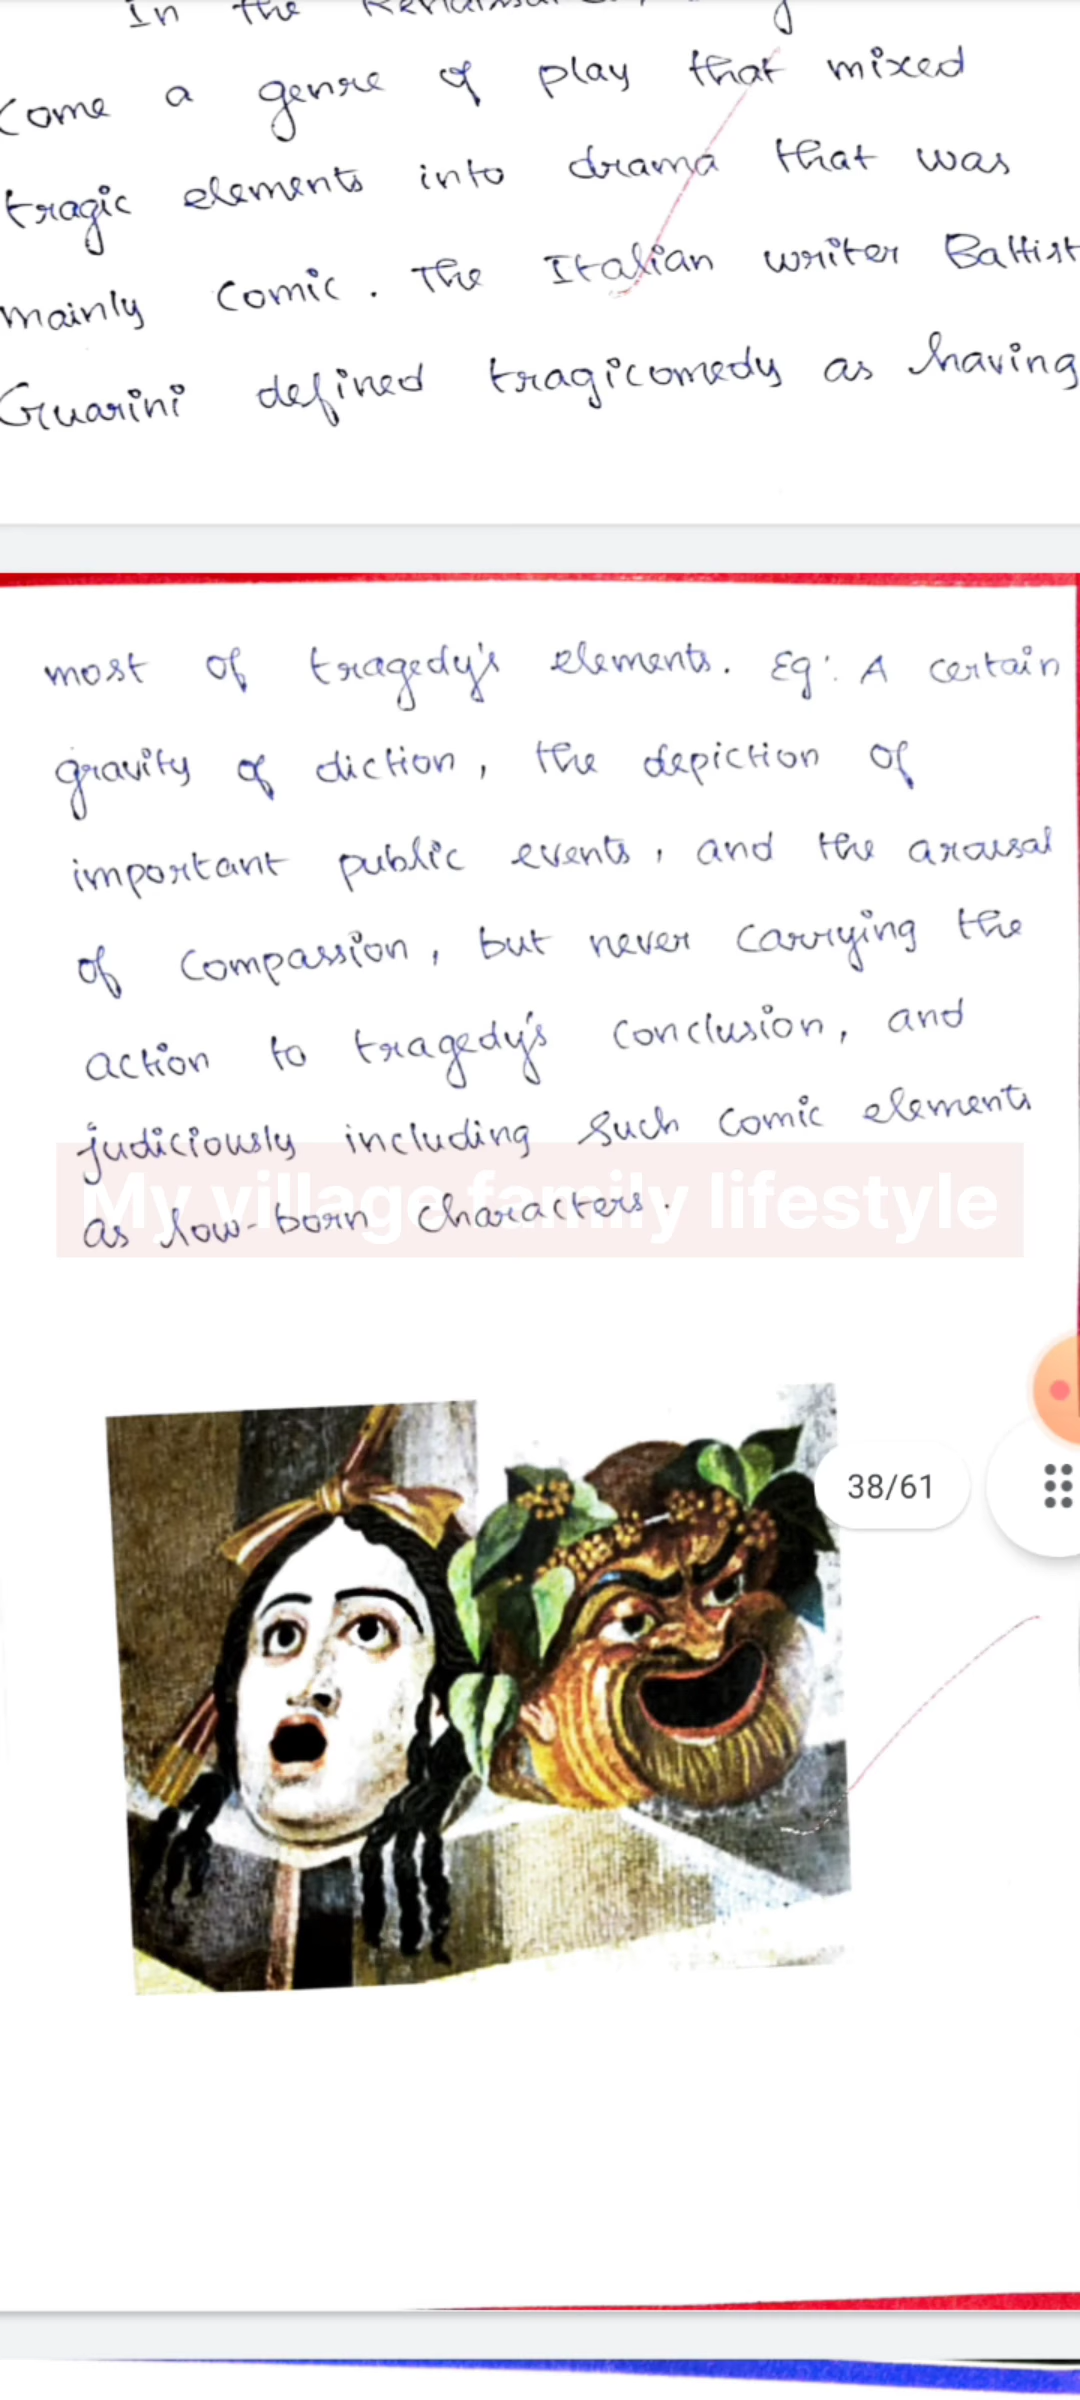 In the
come a genre of play that mixed
tragic elements into drama that was
mainly comic. The Italian writer Battist
Guarini defined tragicomedy as having
most of tragedy's elements. Eg: A certain
gravity of diction, the depiction of
important public events, and the arousal
of compassion, but never carrying the
action to tragedy's conclusion, and
judiciously including such comic elements
as low-born characters.
My village family lifestyle
38/61